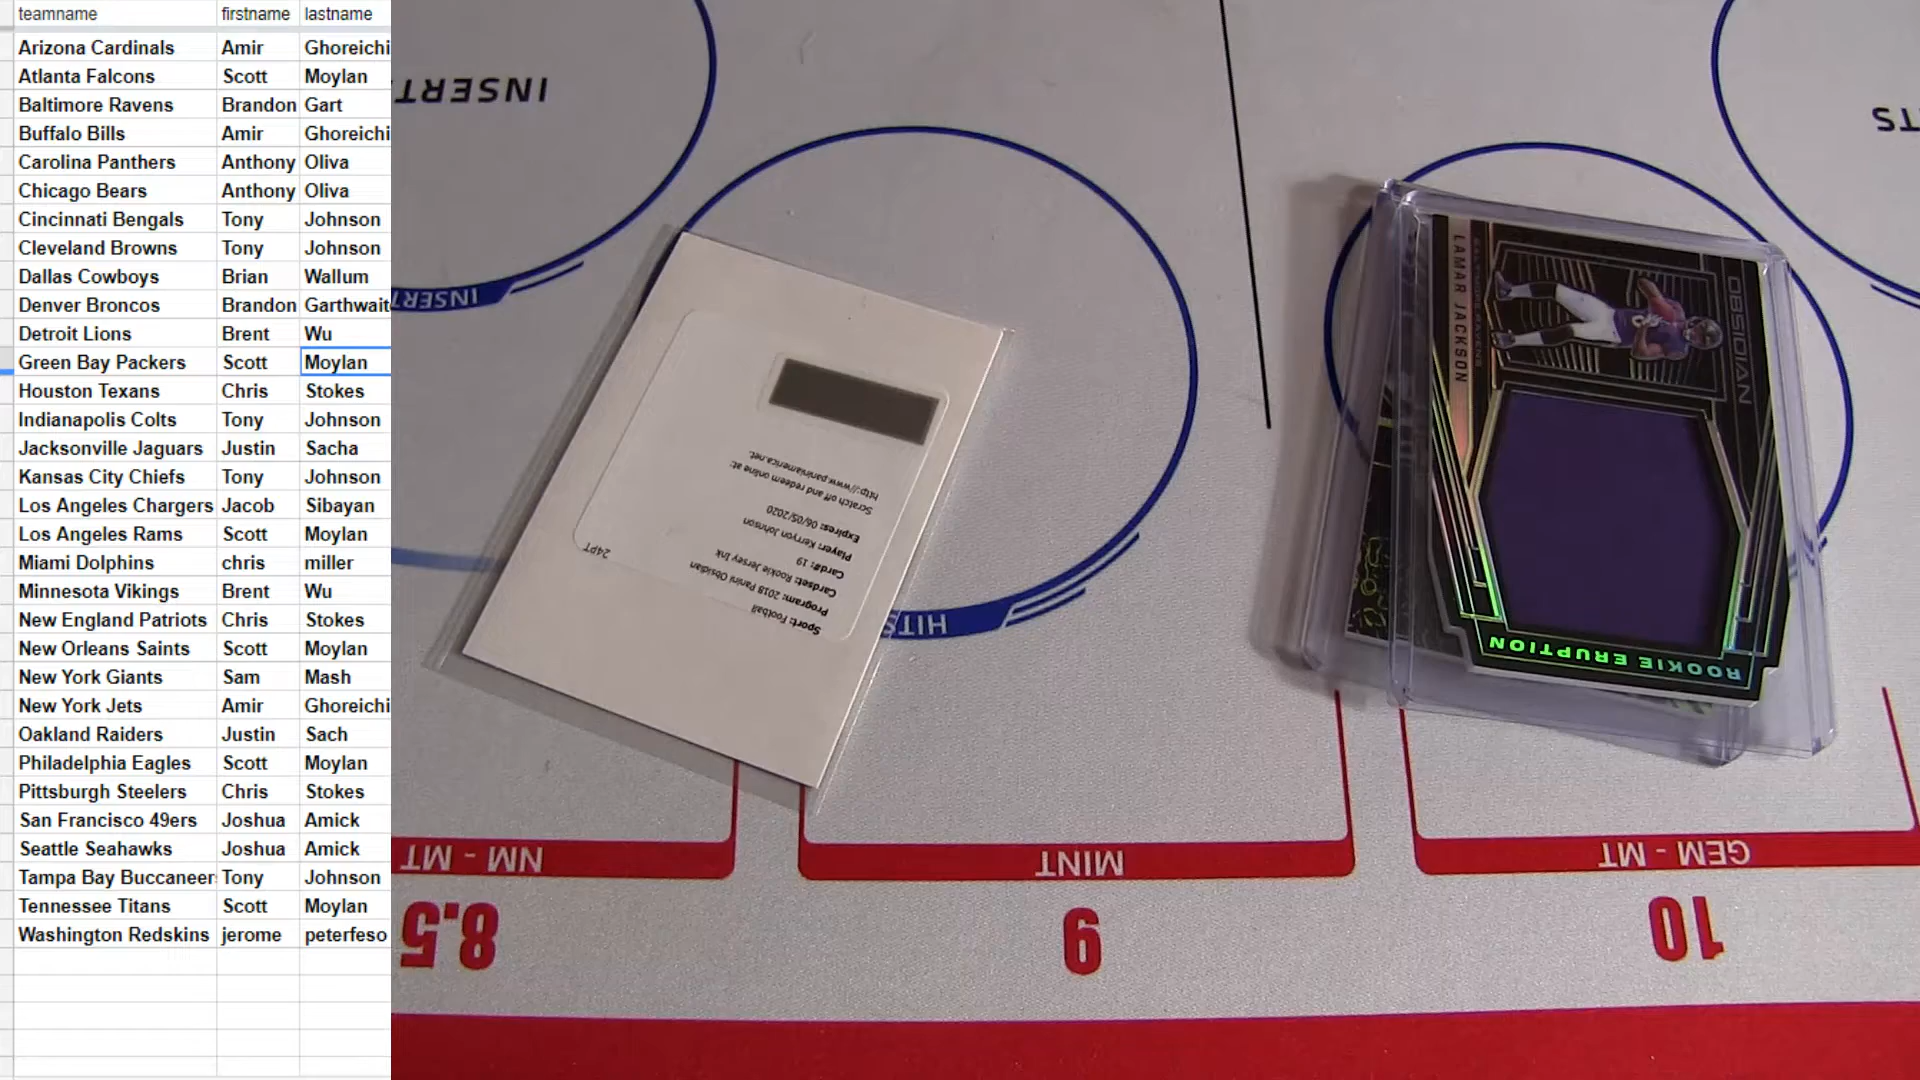 teamname firstname lastname
Arizona Cardinals Amir Ghoreichi
Atlanta Falcons Scott Moylan
Baltimore Ravens Brandon Gart
Buffalo Bills Amir Ghoreichi
Carolina Panthers Anthony Oliva
Chicago Bears Anthony Oliva
Cincinnati Bengals Tony Johnson
Cleveland Browns Tony Johnson
Dallas Cowboys Brian Wallum
Denver Broncos Brandon Garthwait
Detroit Lions Brent Wu
Green Bay Packers Scott Moylan
Houston Texans Chris Stokes
Indianapolis Colts Tony Johnson
Jacksonville Jaguars Justin Sacha
Kansas City Chiefs Tony Johnson
Los Angeles Chargers Jacob Sibayan
Los Angeles Rams Scott Moylan
Miami Dolphins chris miller
Minnesota Vikings Brent Wu
New England Patriots Chris Stokes
New Orleans Saints Scott Moylan
New York Giants Sam Mash
New York Jets Amir Ghoreichi
Oakland Raiders Justin Sach
Philadelphia Eagles Scott Moylan
Pittsburgh Steelers Chris Stokes
San Francisco 49ers Joshua Amick
Seattle Seahawks Joshua Amick
Tampa Bay Buccaneer Tony Johnson
Tennessee Titans Scott Moylan
Washington Redskins jerome peterfeso
INSERT
TS
INSERT
HITS
Sport: Football
Program: 2018 Panini Obsidian
Cardset: Rookie Jersey Ink
Card#: 19
Player: Kerryon Johnson
Expires: 06/05/2020
Scratch off and redeem online at:
http://www.paniniamerica.net.
24PT
OBSIDIAN
BALTIMORE RAVENS
LAMAR JACKSON
ROOKIE ERUPTION
NM - MT
8.5
MINT
9
GEM - MT
10